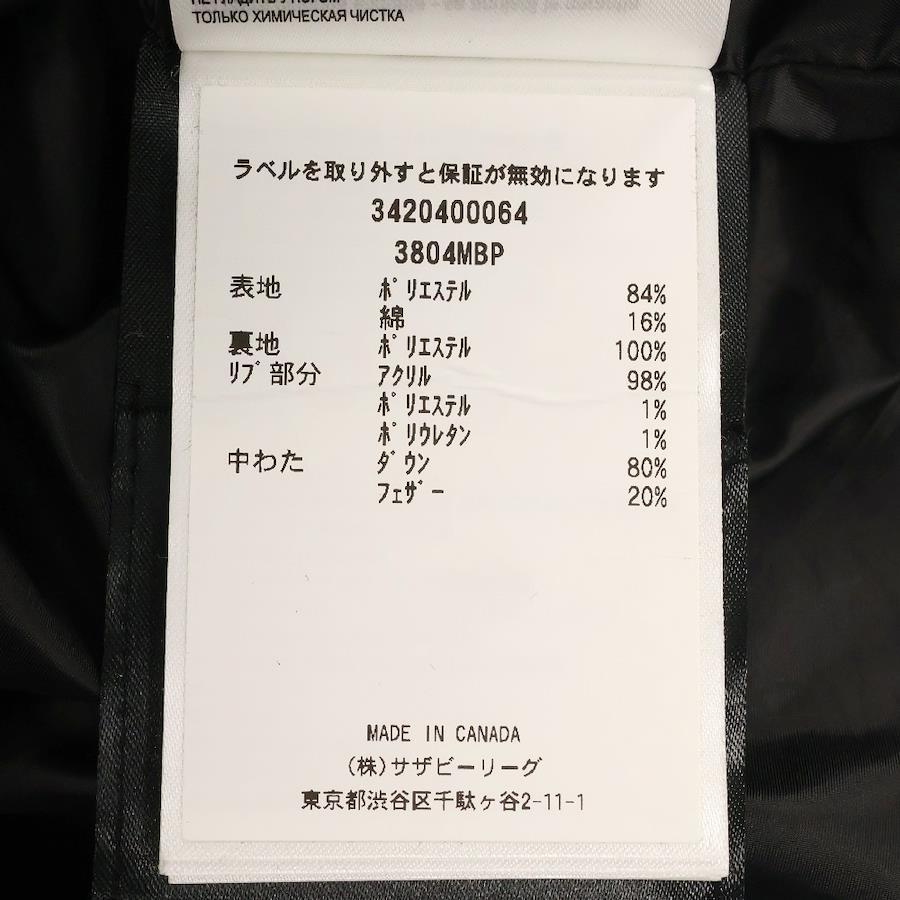 ТОЛЬКО ХИМИЧЕСКАЯ ЧИСТКА
ラベルを取り外すと保証が無効になります
3420400064
3804MBP
表地 ﾎﾟﾘｴｽﾃﾙ 84%
綿 16%
裏地 ﾎﾟﾘｴｽﾃﾙ 100%
ﾘﾌﾞ部分 ｱｸﾘﾙ 98%
ﾎﾟﾘｴｽﾃﾙ 1%
ﾎﾟﾘｳﾚﾀﾝ 1%
中わた ﾀﾞｳﾝ 80%
ﾌｪｻﾞｰ 20%
MADE IN CANADA
(株)サザビーリーグ
東京都渋谷区千駄ヶ谷2-11-1